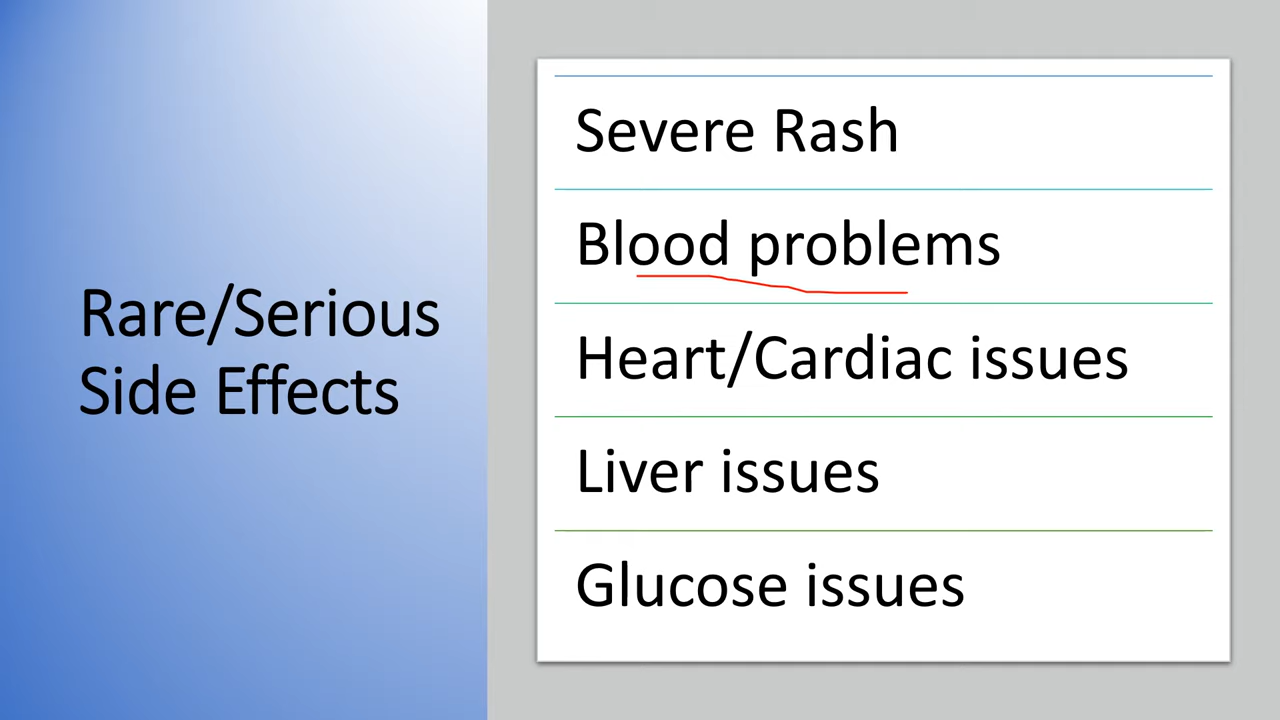 Rare/Serious
Side Effects
Severe Rash
Blood problems
Heart/Cardiac issues
Liver issues
Glucose issues